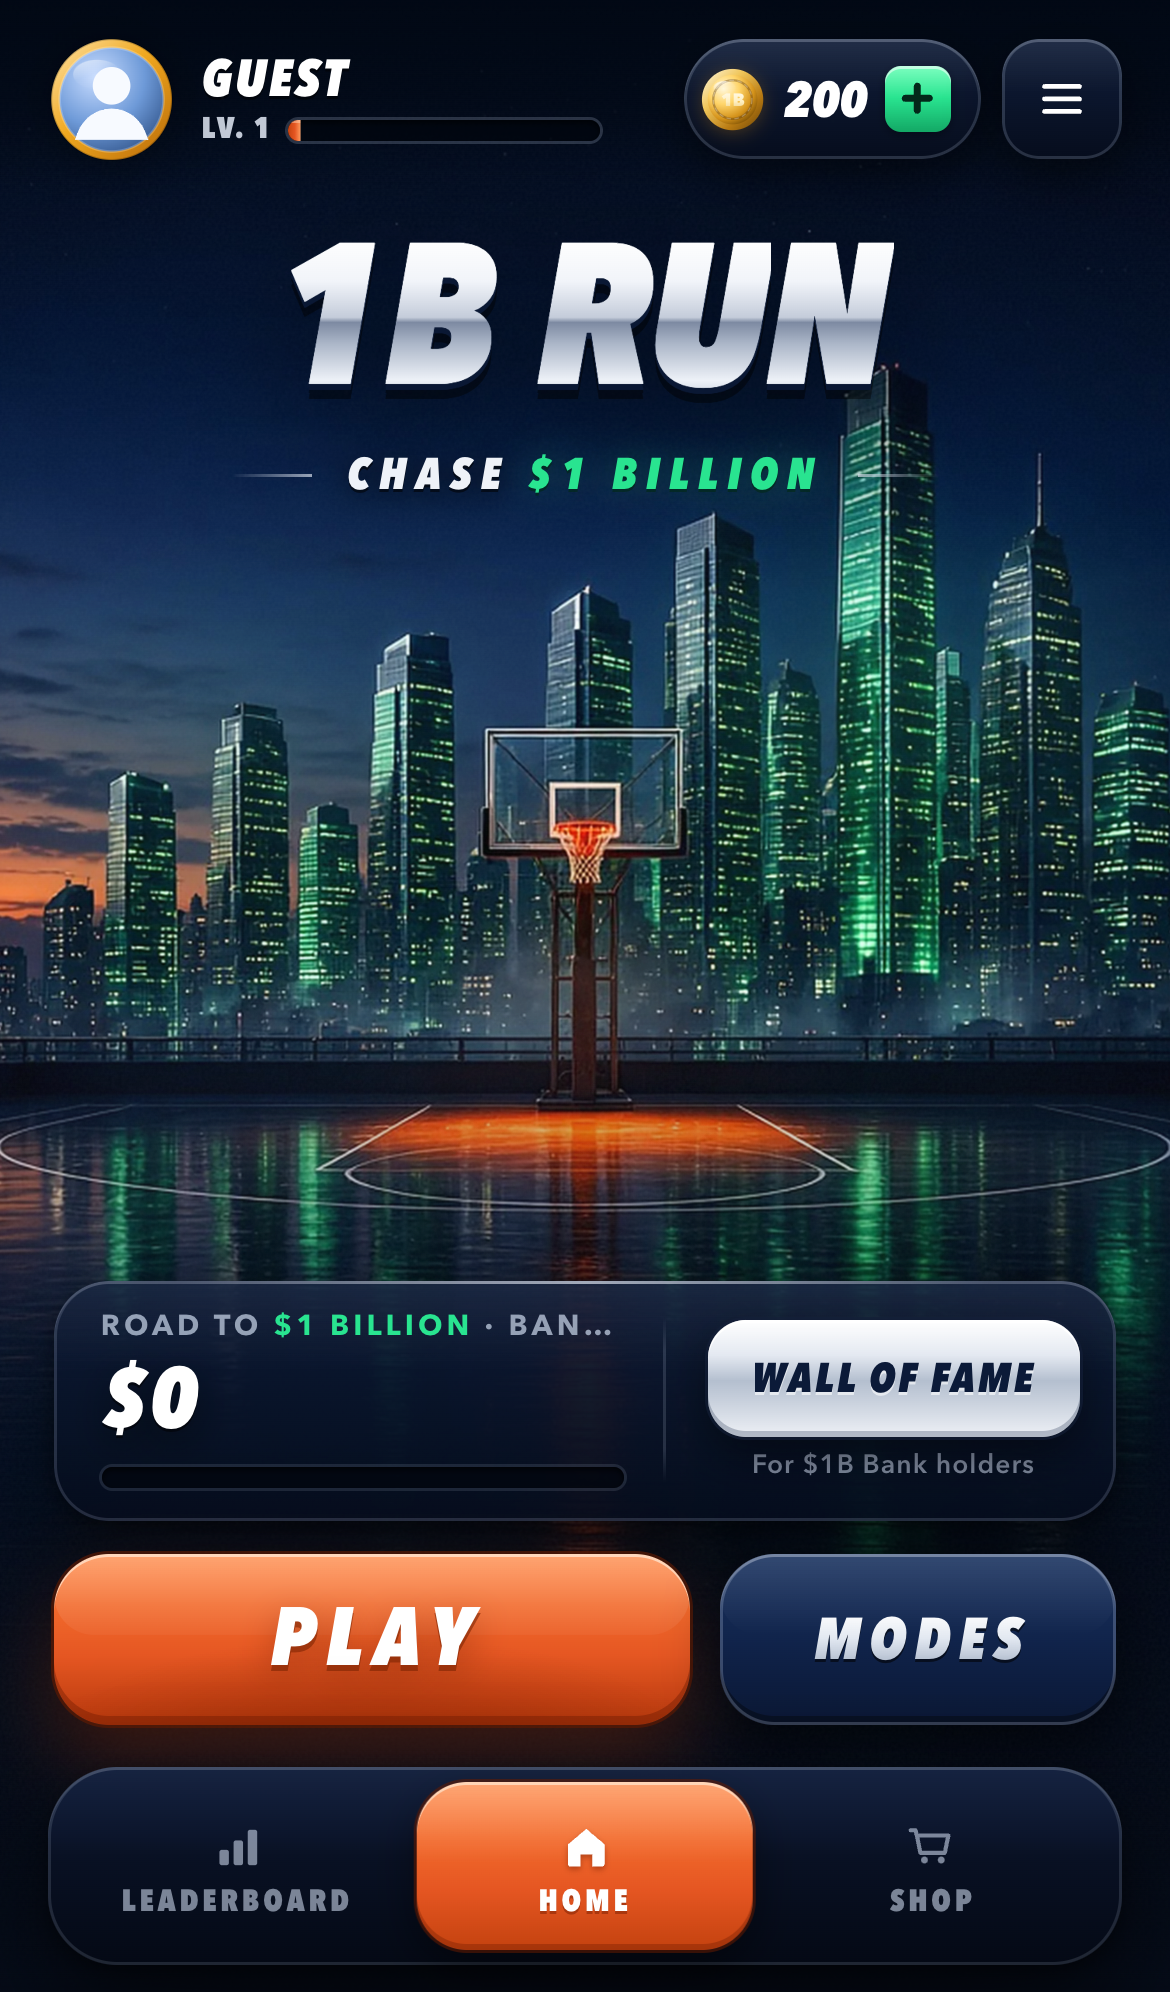 GUEST
LV. 1
1B
200
1B RUN
CHASE $1 BILLION
ROAD TO $1 BILLION · BAN...
$0
WALL OF FAME
For $1B Bank holders
PLAY
MODES
LEADERBOARD
HOME
SHOP